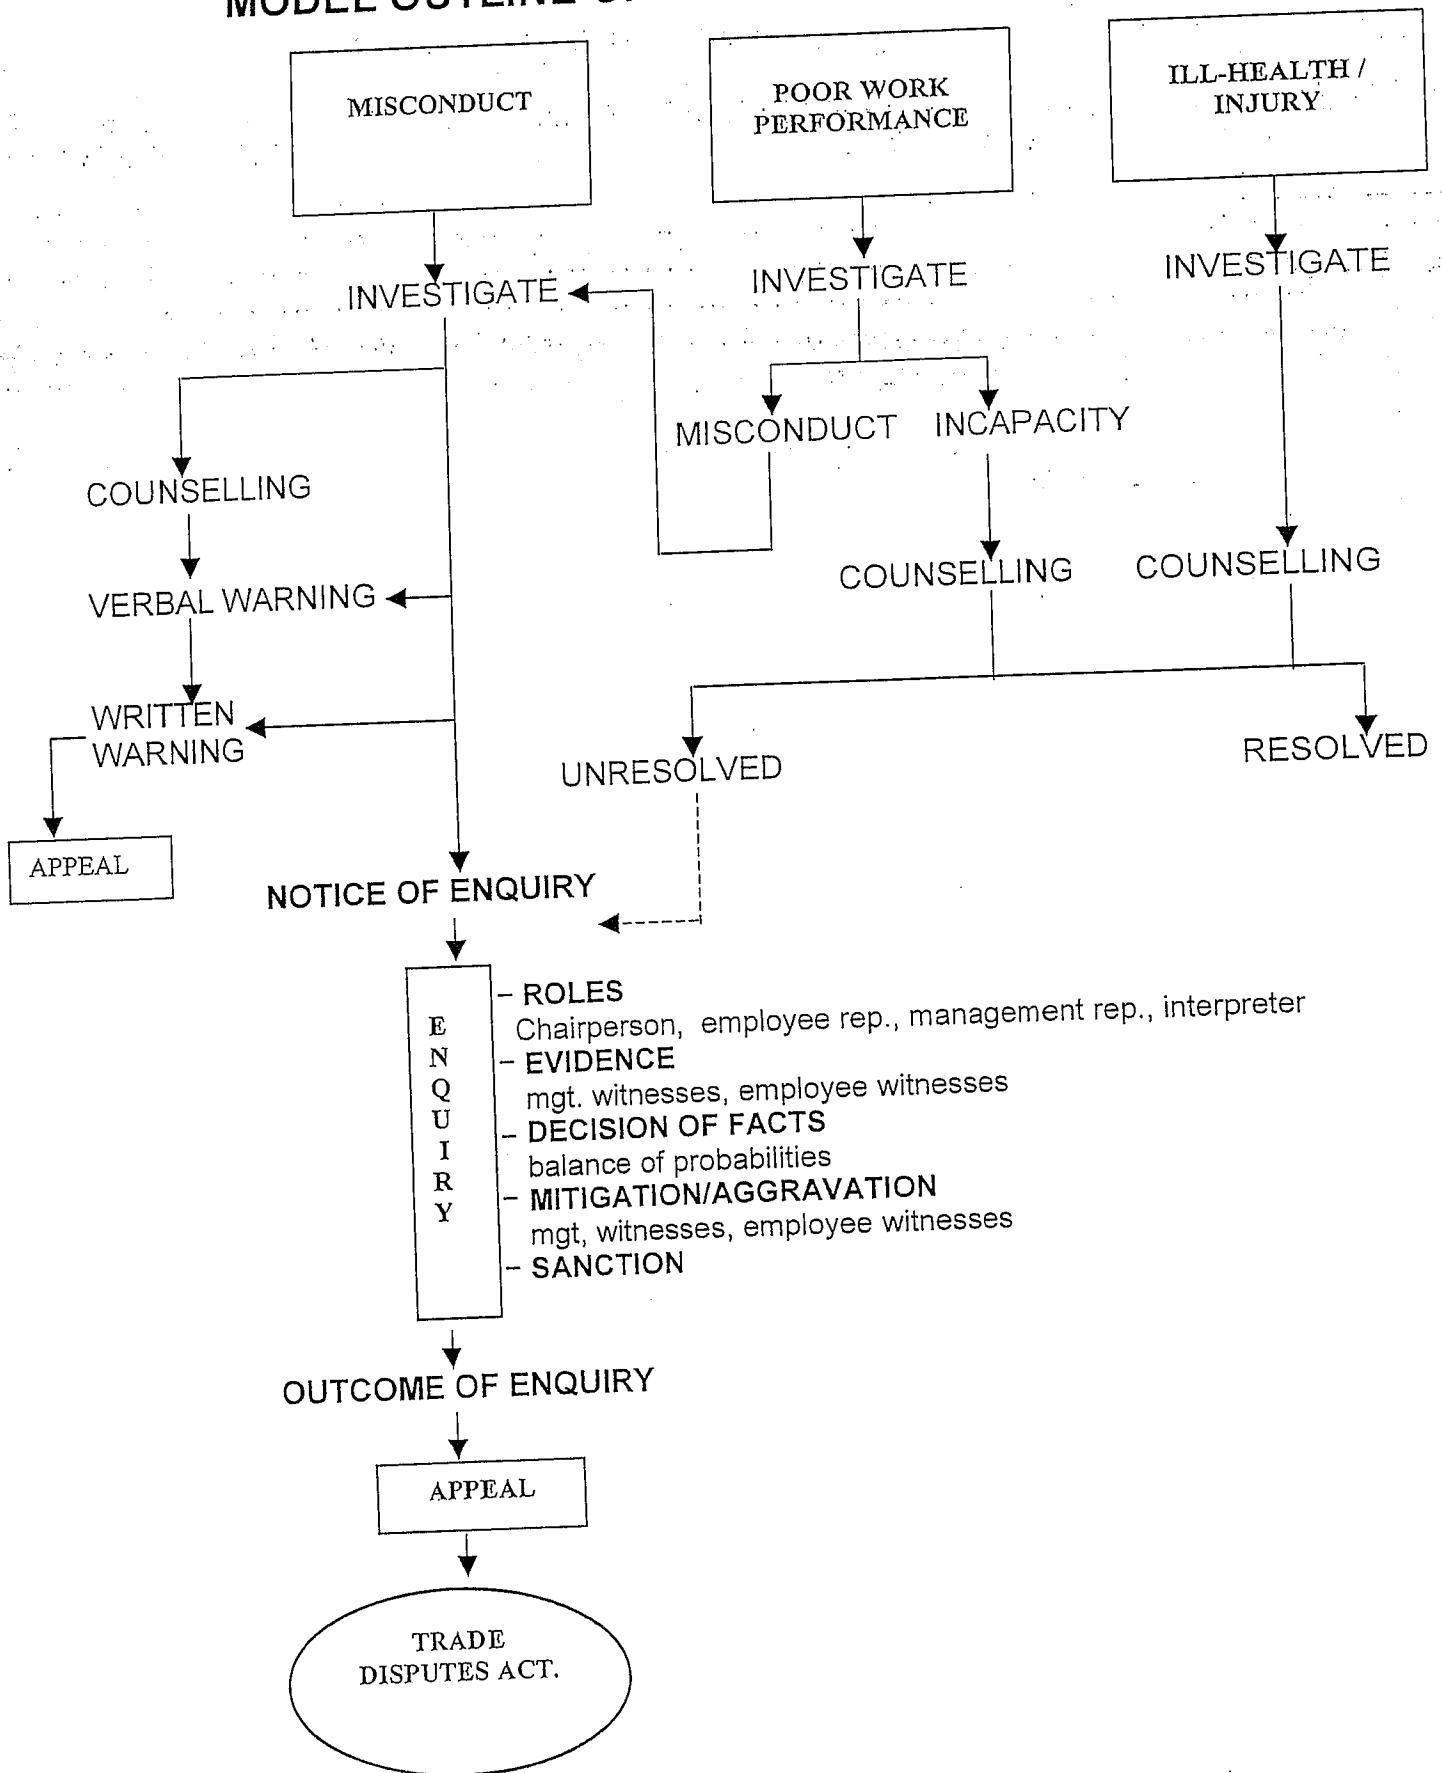 MODEL OUTLINE
MISCONDUCT
POOR WORK
PERFORMANCE
ILL-HEALTH /
INJURY
INVESTIGATE
INVESTIGATE
INVESTIGATE
MISCONDUCT
INCAPACITY
COUNSELLING
COUNSELLING
COUNSELLING
VERBAL WARNING
WRITTEN
WARNING
UNRESOLVED
RESOLVED
APPEAL
NOTICE OF ENQUIRY
ENQUIRY
– ROLES
Chairperson, employee rep., management rep., interpreter
– EVIDENCE
mgt. witnesses, employee witnesses
– DECISION OF FACTS
balance of probabilities
– MITIGATION/AGGRAVATION
mgt, witnesses, employee witnesses
– SANCTION
OUTCOME OF ENQUIRY
APPEAL
TRADE
DISPUTES ACT.